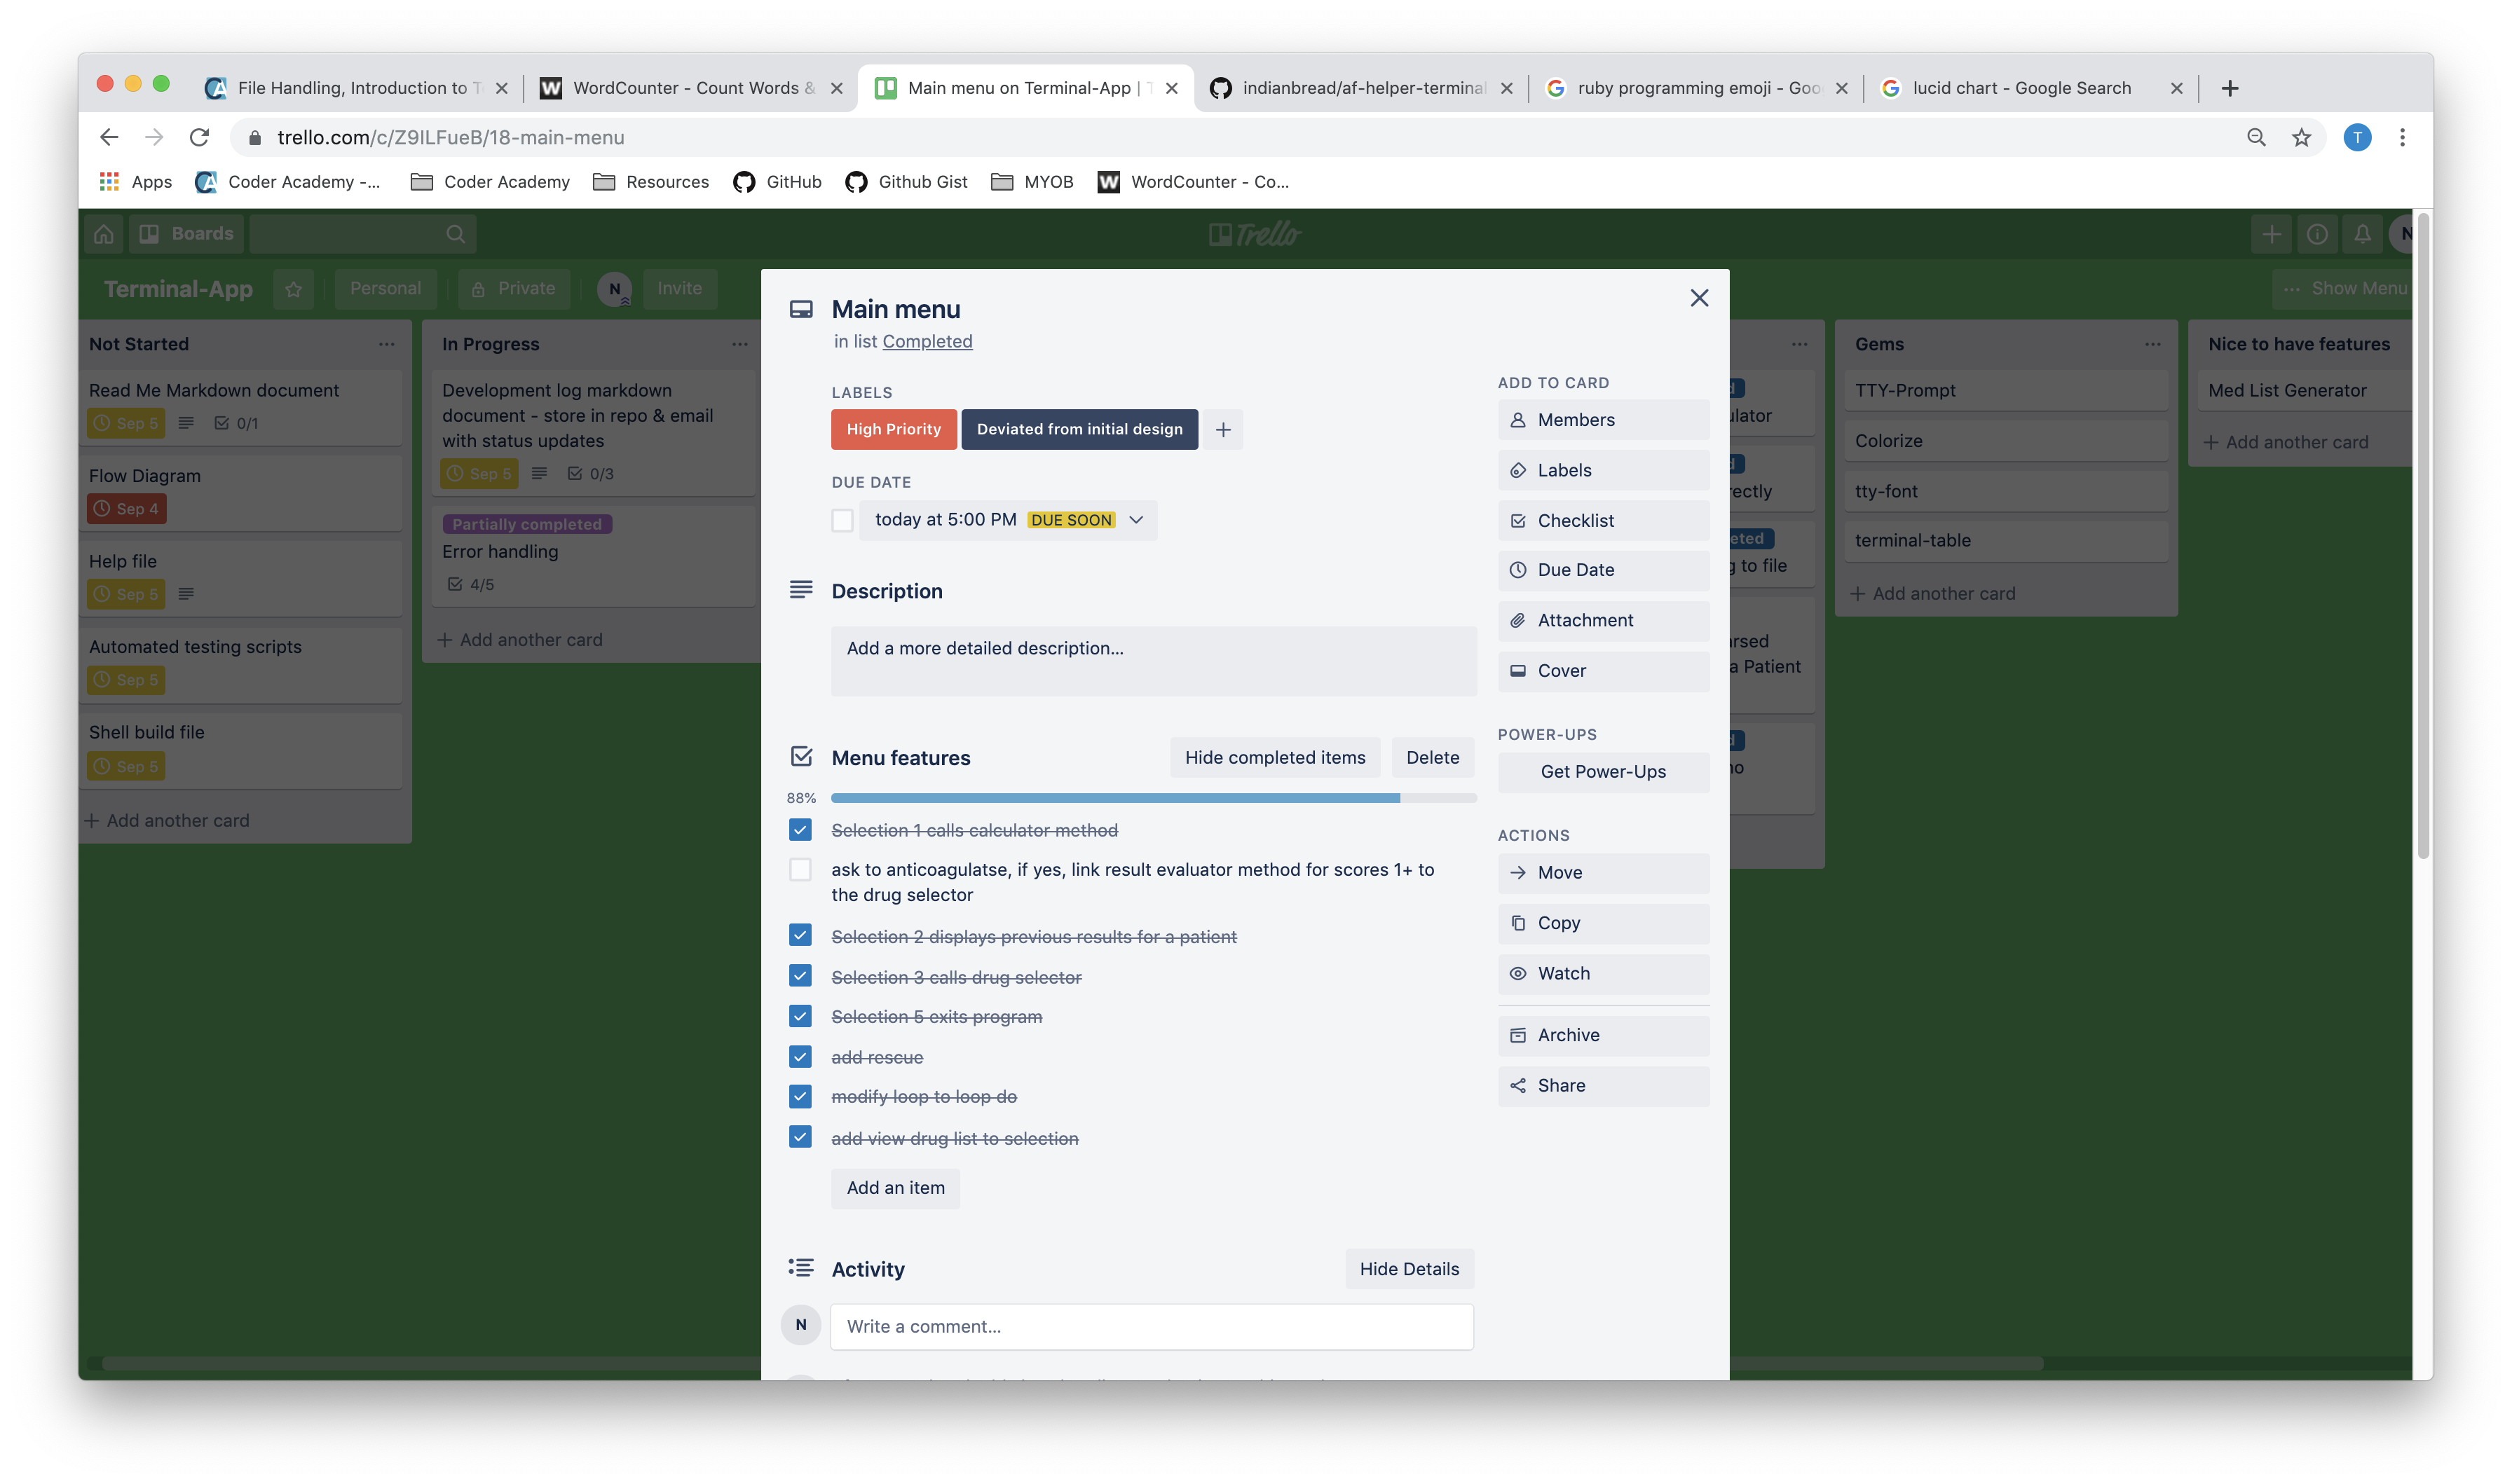 File Handling, Introduction to T
WordCounter - Count Words &
Main menu on Terminal-App |
indianbread/af-helper-terminal
ruby programming emoji - Goo
lucid chart - Google Search
trello.com/c/Z9ILFueB/18-main-menu
T
Apps
Coder Academy -...
Coder Academy
Resources
GitHub
Github Gist
MYOB
WordCounter - Co...
Boards
Trello
N
Terminal-App
Personal
Private
N
Invite
... Show Menu
Not Started
Read Me Markdown document
Sep 5
0/1
Flow Diagram
Sep 4
Help file
Sep 5
Automated testing scripts
Sep 5
Shell build file
Sep 5
+ Add another card
In Progress
Development log markdown
document - store in repo & email
with status updates
Sep 5
0/3
Partially completed
Error handling
4/5
+ Add another card
Main menu
in list Completed
LABELS
High Priority
Deviated from initial design
DUE DATE
today at 5:00 PM DUE SOON
Description
Add a more detailed description...
Menu features
Hide completed items
Delete
88%
Selection 1 calls calculator method
ask to anticoagulatse, if yes, link result evaluator method for scores 1+ to
the drug selector
Selection 2 displays previous results for a patient
Selection 3 calls drug selector
Selection 5 exits program
add rescue
modify loop to loop do
add view drug list to selection
Add an item
Activity
Hide Details
N
Write a comment...
ADD TO CARD
Members
Labels
Checklist
Due Date
Attachment
Cover
POWER-UPS
Get Power-Ups
ACTIONS
Move
Copy
Watch
Archive
Share
to file
a Patient
Gems
TTY-Prompt
Colorize
tty-font
terminal-table
+ Add another card
Nice to have features
Med List Generator
+ Add another card